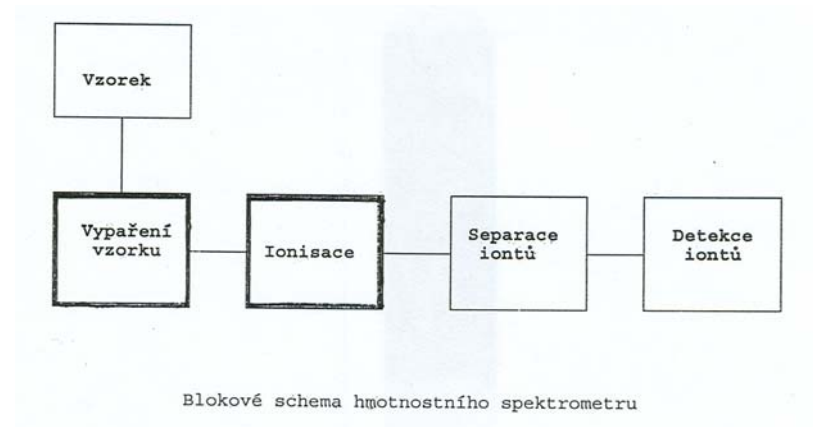 Vzorek
Vypaření
vzorku
Ionisace
Separace
iontů
Detekce
iontů
Blokové schema hmotnostního spektrometru